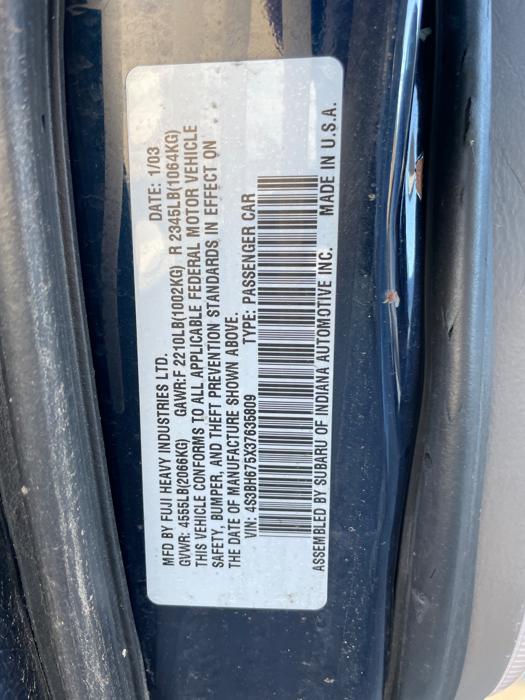 MFD BY FUJI HEAVY INDUSTRIES LTD. DATE: 1/03
GVWR: 4555LB(2066KG) GAWR:F 2210LB(1002KG) R 2345LB(1064KG)
THIS VEHICLE CONFORMS TO ALL APPLICABLE FEDERAL MOTOR VEHICLE
SAFETY, BUMPER, AND THEFT PREVENTION STANDARDS IN EFFECT ON
THE DATE OF MANUFACTURE SHOWN ABOVE.
VIN: 4S3BH675X37635809 TYPE: PASSENGER CAR
ASSEMBLED BY SUBARU OF INDIANA AUTOMOTIVE INC. MADE IN U.S.A.